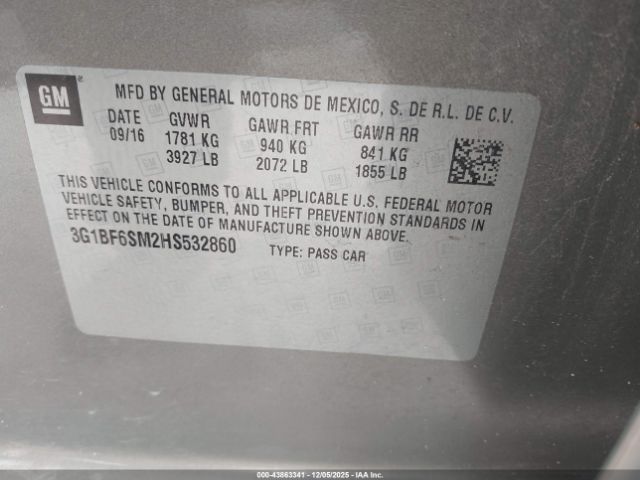 GM
MFD BY GENERAL MOTORS DE MEXICO, S. DE R.L. DE C.V.
DATE GVWR GAWR FRT GAWR RR
09/16 1781 KG 940 KG 841 KG
3927 LB 2072 LB 1855 LB
THIS VEHICLE CONFORMS TO ALL APPLICABLE U.S. FEDERAL MOTOR
VEHICLE SAFETY, BUMPER, AND THEFT PREVENTION STANDARDS IN
EFFECT ON THE DATE OF MANUFACTURE SHOWN ABOVE.
3G1BF6SM2HS532860 TYPE: PASS CAR
000-43863341 - 12/05/2025 - IAA Inc.